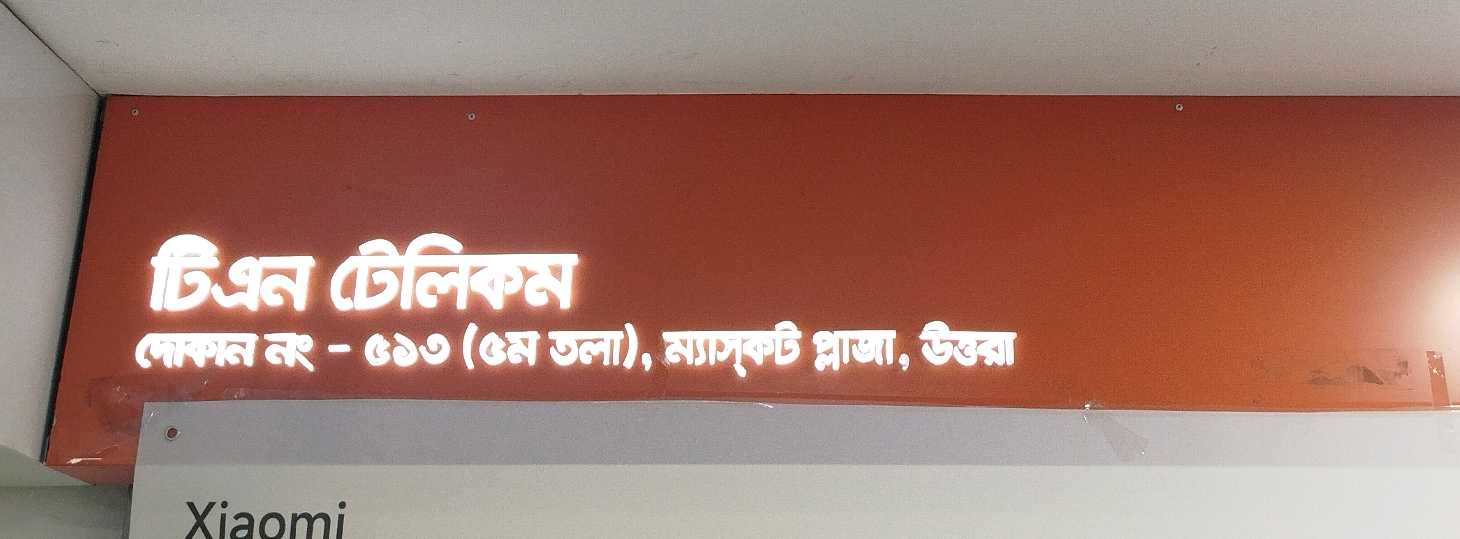 টিএন টেলিকম
দোকান নং - ৫১৩ (৫ম তলা), ম্যাস্‌কট প্লাজা, উত্তরা
Xiaomi